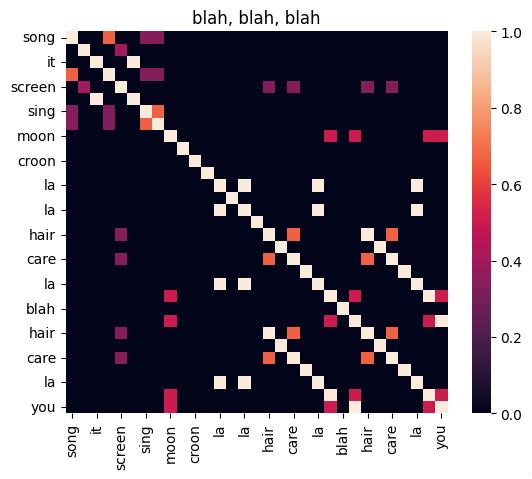 blah, blah, blah
song
it
screen
sing
moon
croon
la
la
hair
care
la
blah
hair
care
la
you
1.0
0.8
0.6
0.4
0.2
0.0
song it screen sing moon croon la la hair care la blah hair care la you